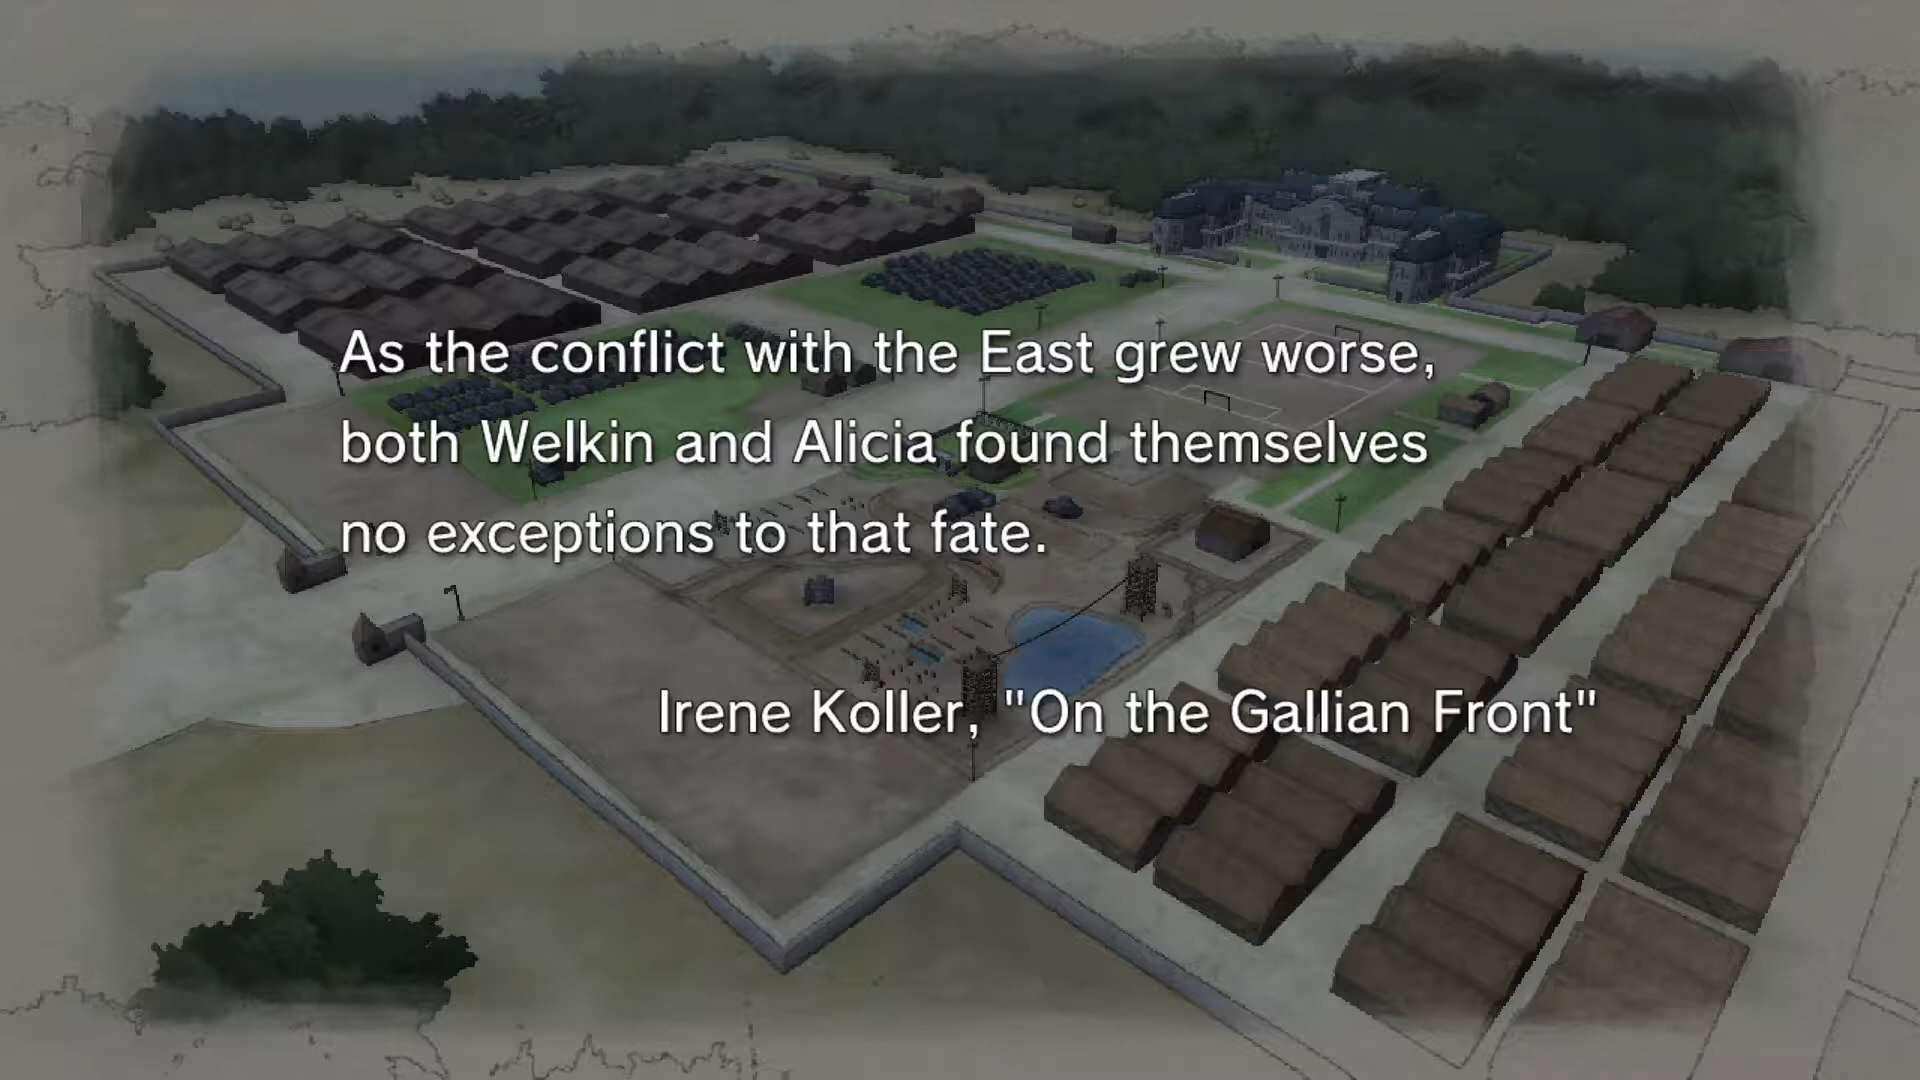 As the conflict with the East grew worse,
both Welkin and Alicia found themselves
no exceptions to that fate.
Irene Koller, "On the Gallian Front"